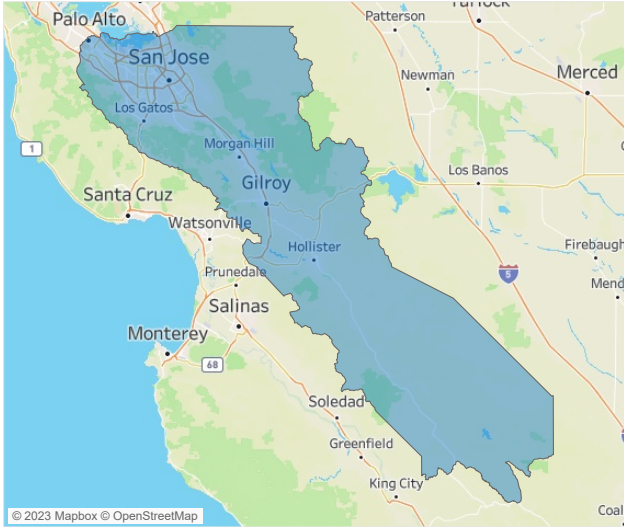 Palo Alto
Patterson
San Jose
Newman
Merced
Los Gatos
Morgan Hill
1
Los Banos
Gilroy
Santa Cruz
Watsonville
Hollister
Firebaugh
5
Prunedale
Mend
Salinas
Monterey
68
Soledad
Greenfield
King City
Coal
© 2023 Mapbox © OpenStreetMap